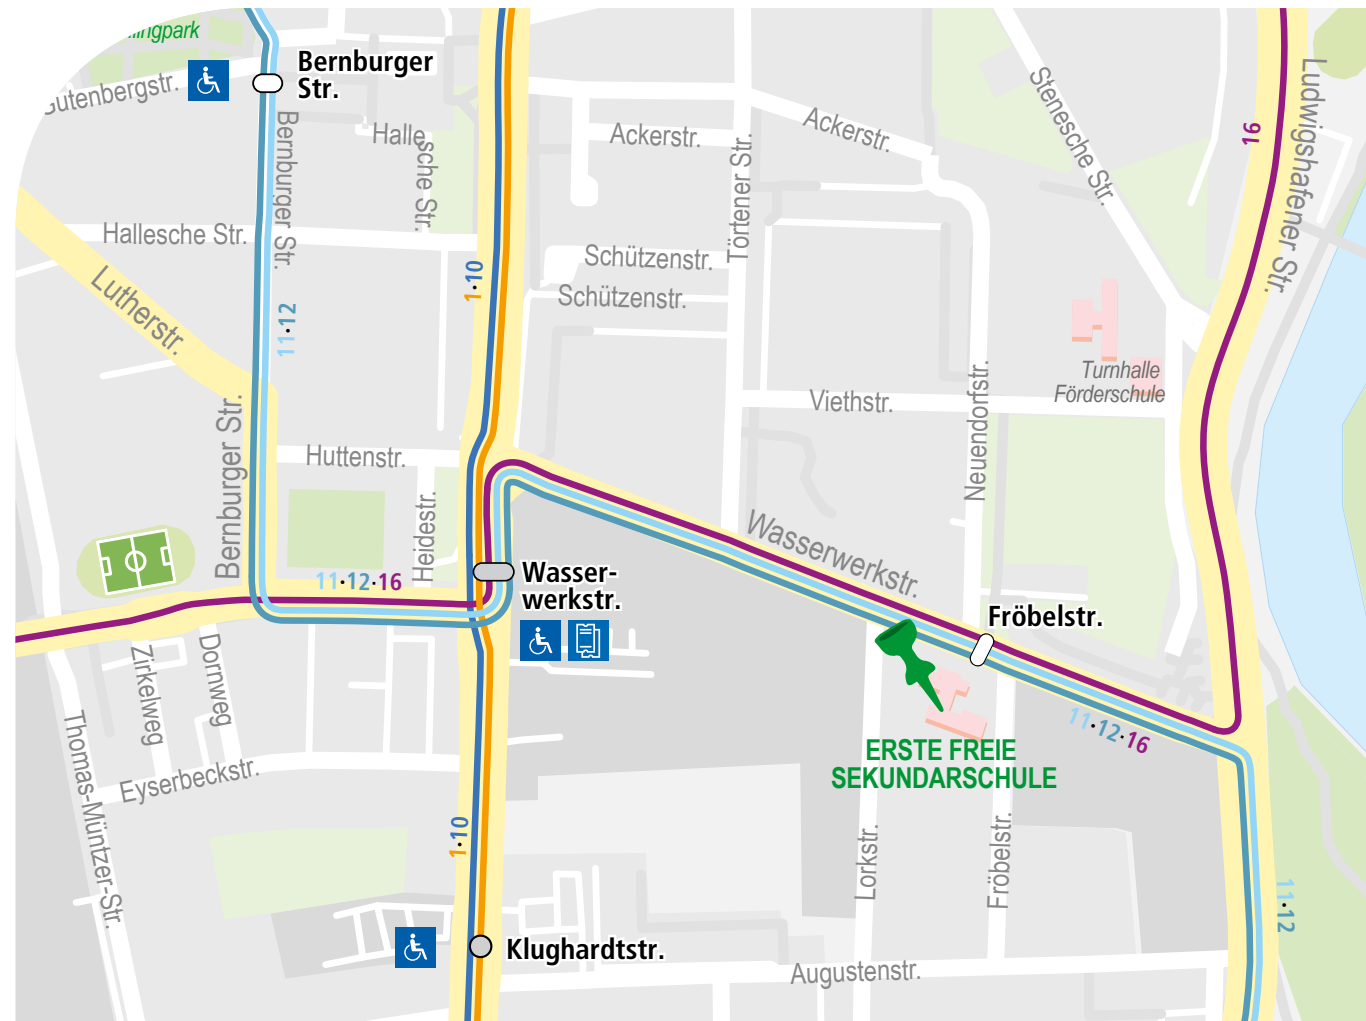 Bernburger
Str.
Gutenbergstr.
Bernburger Str.
Hallesche Str.
Ackerstr.
Ackerstr.
Törtener Str.
Stenesche Str.
Ludwigshafener Str.
16
Hallesche Str.
Lutherstr.
11·12
1·10
Schützenstr.
Schützenstr.
Turnhalle
Förderschule
Viethstr.
Neuendorfstr.
Bernburger Str.
Huttenstr.
Heidestr.
11·12·16
Wasser-
werkstr.
Wasserwerkstr.
Fröbelstr.
Zirkelweg
Dornweg
Thomas-Müntzer-Str.
Eyserbeckstr.
11·12·16
ERSTE FREIE
SEKUNDARSCHULE
1·10
Lorkstr.
Fröbelstr.
11·12
Klughardtstr.
Augustenstr.